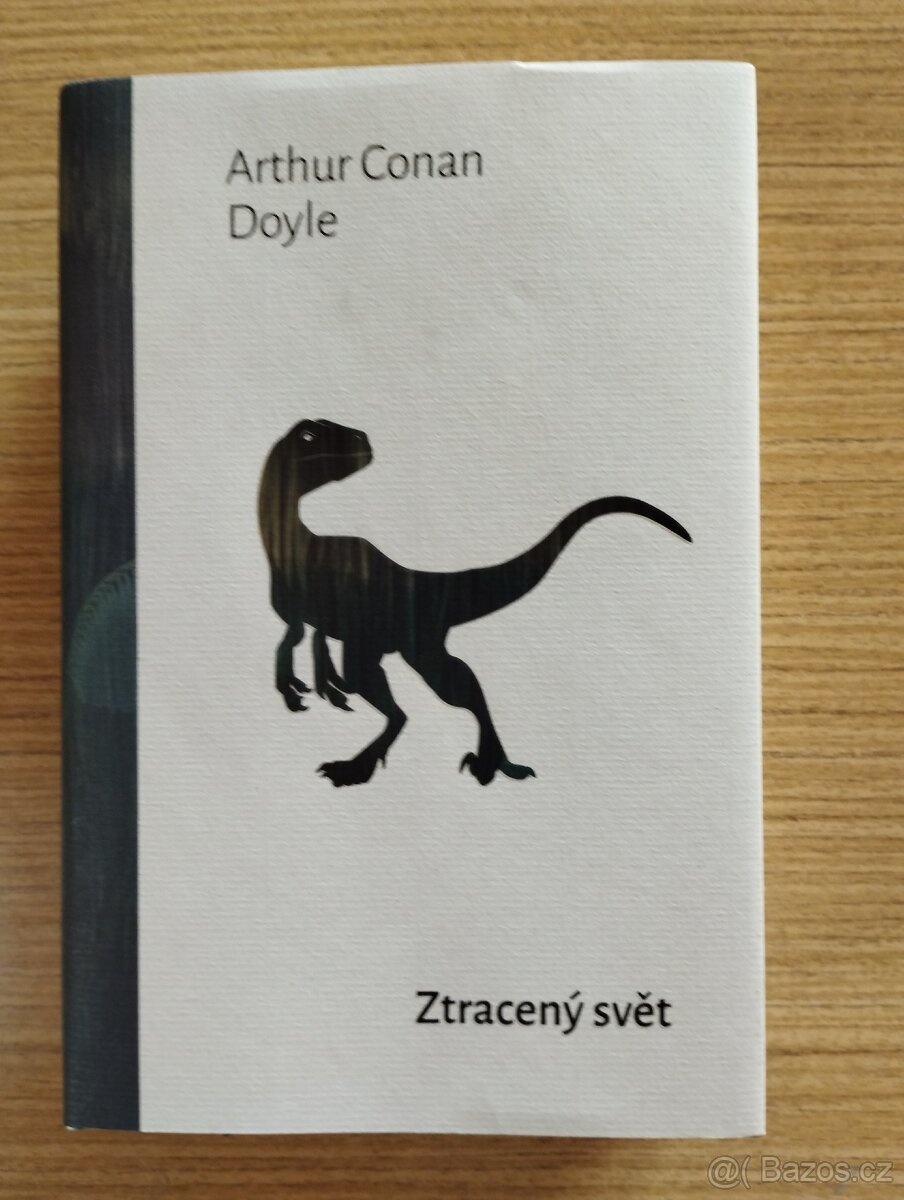 Arthur Conan
Doyle
Ztracený svět
@( Bazos.cz